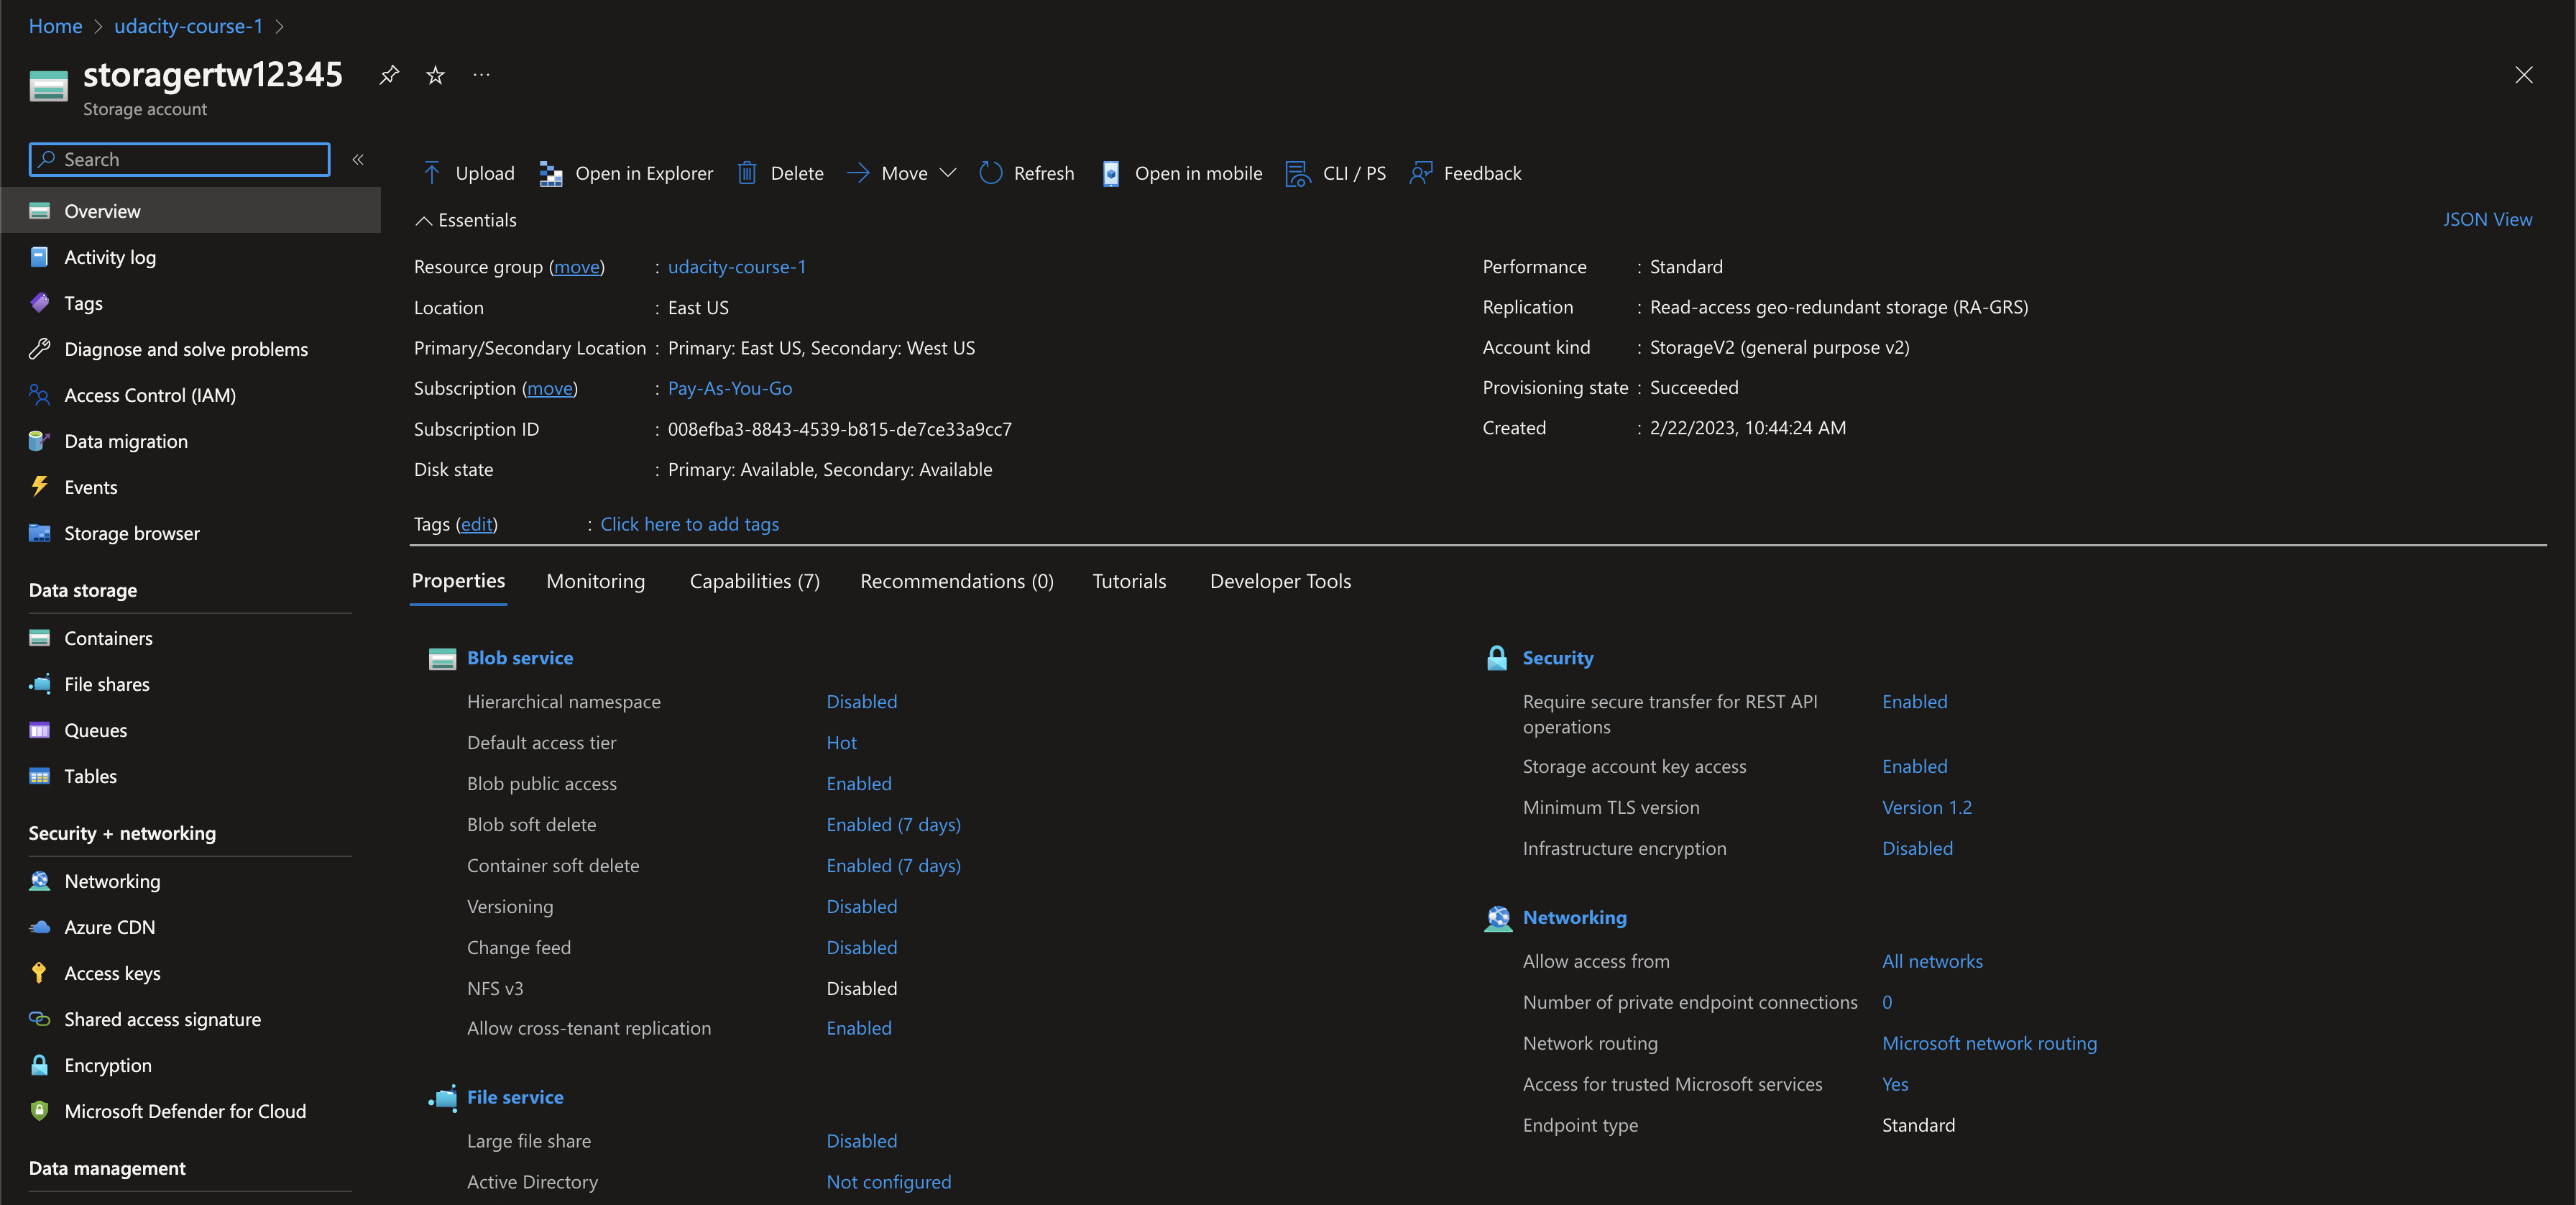 Home > udacity-course-1 >
storagertw12345
Storage account
Search
Overview
Activity log
Tags
Diagnose and solve problems
Access Control (IAM)
Data migration
Events
Storage browser
Data storage
Containers
File shares
Queues
Tables
Security + networking
Networking
Azure CDN
Access keys
Shared access signature
Encryption
Microsoft Defender for Cloud
Data management
Upload Open in Explorer Delete Move Refresh Open in mobile CLI / PS Feedback
Essentials
JSON View
Resource group (move) : udacity-course-1
Location : East US
Primary/Secondary Location : Primary: East US, Secondary: West US
Subscription (move) : Pay-As-You-Go
Subscription ID : 008efba3-8843-4539-b815-de7ce33a9cc7
Disk state : Primary: Available, Secondary: Available
Tags (edit) : Click here to add tags
Performance : Standard
Replication : Read-access geo-redundant storage (RA-GRS)
Account kind : StorageV2 (general purpose v2)
Provisioning state : Succeeded
Created : 2/22/2023, 10:44:24 AM
Properties Monitoring Capabilities (7) Recommendations (0) Tutorials Developer Tools
Blob service
Hierarchical namespace Disabled
Default access tier Hot
Blob public access Enabled
Blob soft delete Enabled (7 days)
Container soft delete Enabled (7 days)
Versioning Disabled
Change feed Disabled
NFS v3 Disabled
Allow cross-tenant replication Enabled
File service
Large file share Disabled
Active Directory Not configured
Security
Require secure transfer for REST API Enabled
operations
Storage account key access Enabled
Minimum TLS version Version 1.2
Infrastructure encryption Disabled
Networking
Allow access from All networks
Number of private endpoint connections 0
Network routing Microsoft network routing
Access for trusted Microsoft services Yes
Endpoint type Standard